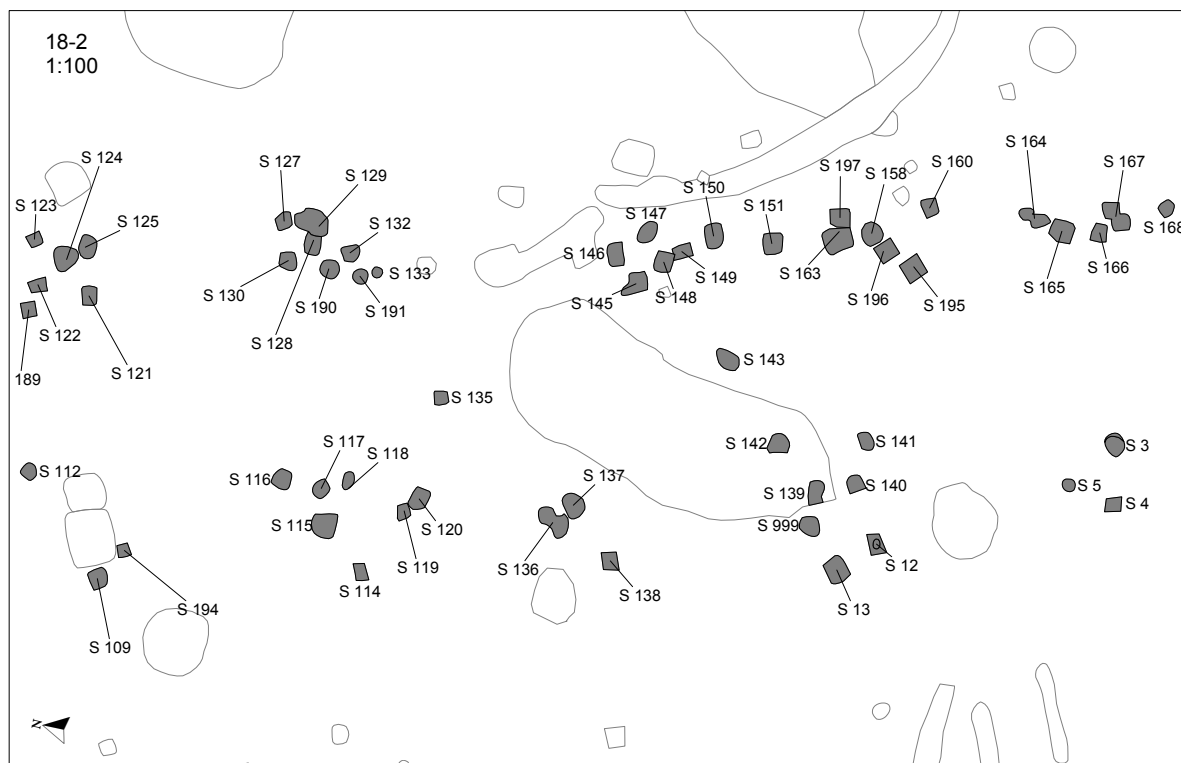 18-2
1:100
S 164
S 167
S 124
S 127
S 197
S 158
S 160
S 129
S 150
S 123
S 125
S 147
S 151
S 132
S 168
S 146
S 163
S 149
S 133
S 166
S 130
S 190
S 148
S 196
S 165
S 122
S 191
S 145
S 195
S 128
189
S 121
S 143
S 135
S 117
S 142
S 141
S 3
S 118
S 112
S 116
S 137
S 139
S 140
S 5
S 4
S 120
S 115
S 999
S 119
S 136
S 12
S 114
S 138
S 194
S 13
S 109
N